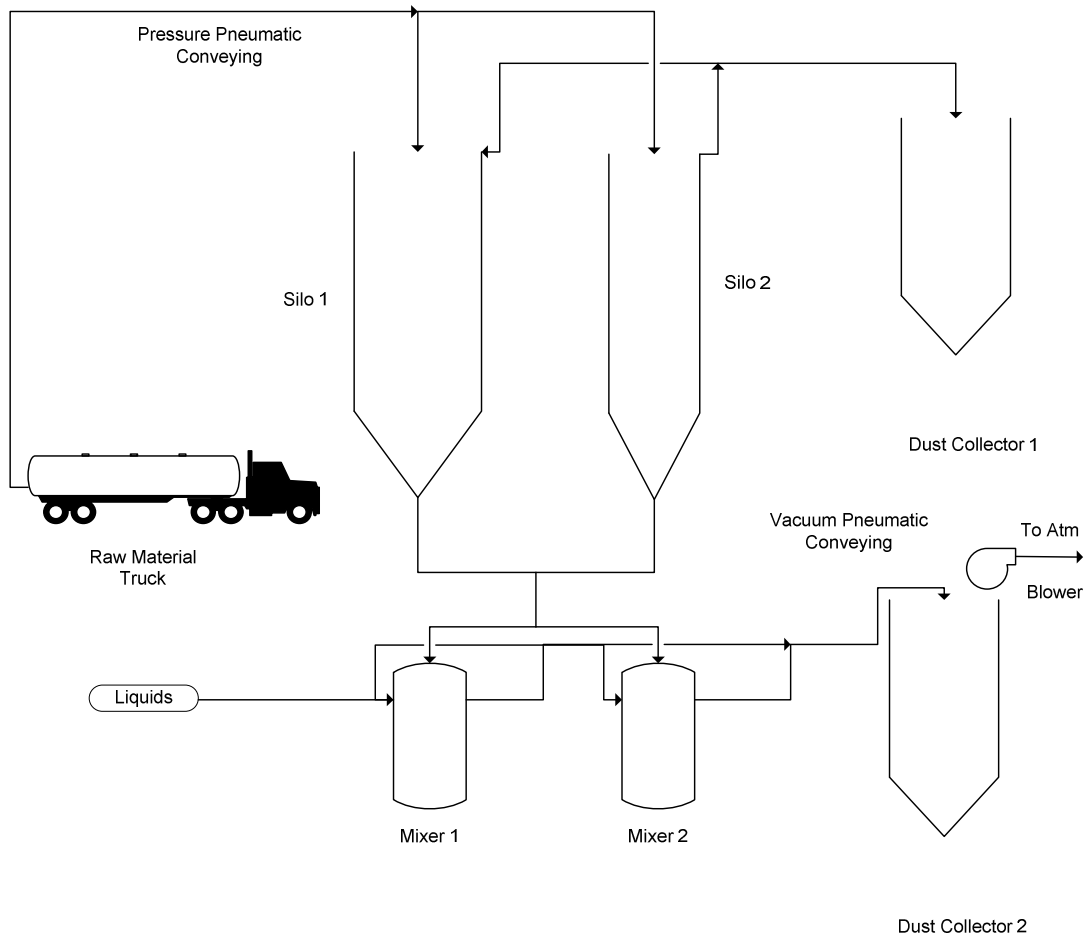 Pressure Pneumatic
Conveying
Silo 1
Silo 2
Dust Collector 1
Raw Material
Truck
Vacuum Pneumatic
Conveying
To Atm
Blower
Liquids
Mixer 1
Mixer 2
Dust Collector 2